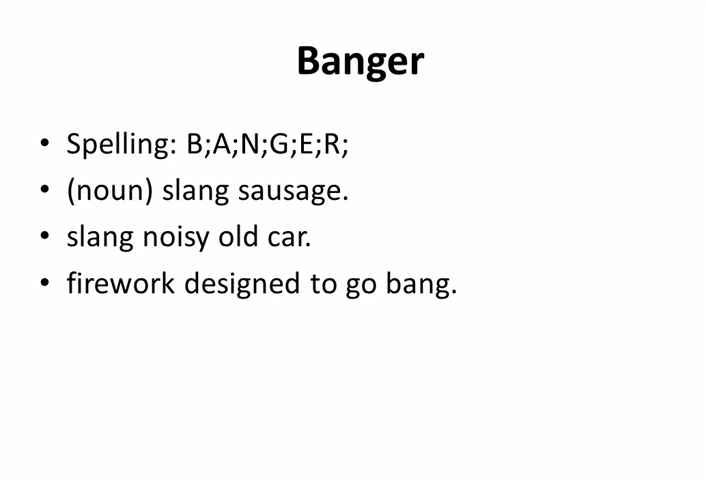 Banger
• Spelling: B;A;N;G;E;R;
• (noun) slang sausage.
• slang noisy old car.
• firework designed to go bang.